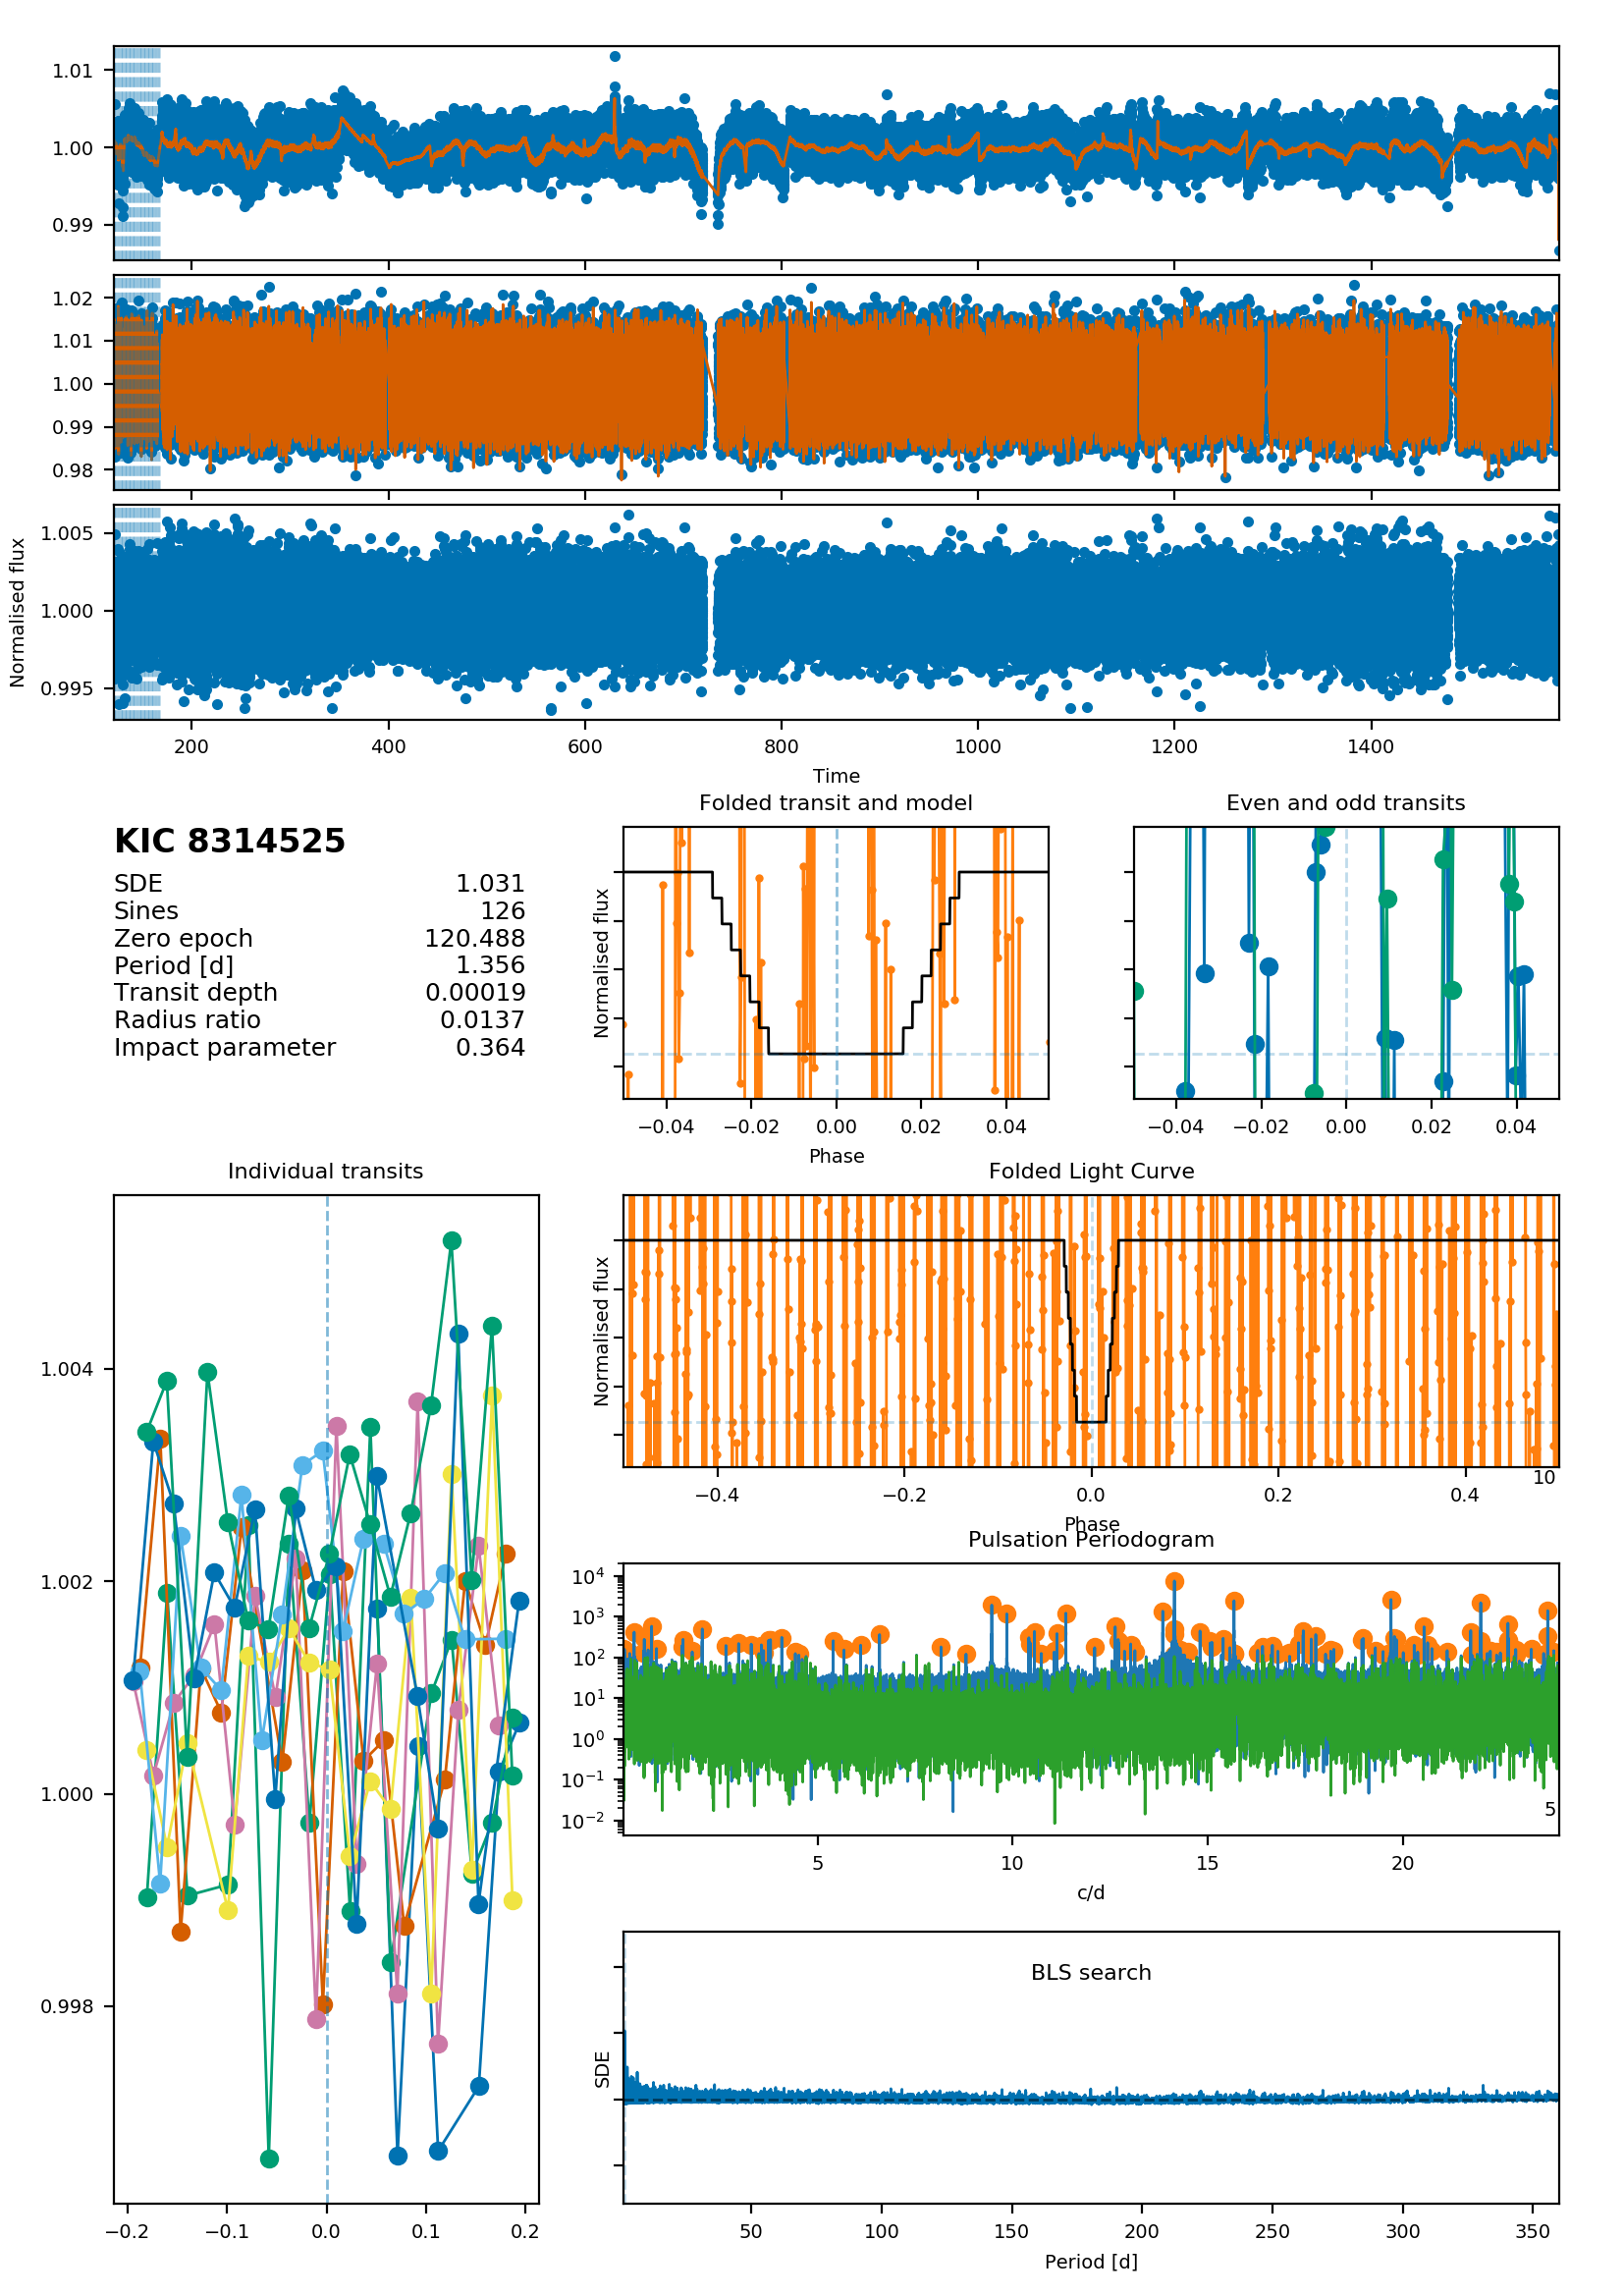 1.01
1.00
0.99
1.02
1.01
1.00
0.99
0.98
1.005
1.000
0.995
Normalised flux
200 400 600 800 1000 1200 1400
Time
KIC 8314525
SDE 1.031
Sines 126
Zero epoch 120.488
Period [d] 1.356
Transit depth 0.00019
Radius ratio 0.0137
Impact parameter 0.364
Folded transit and model
Normalised flux
−0.04 −0.02 0.00 0.02 0.04
Phase
Even and odd transits
−0.04 −0.02 0.00 0.02 0.04
Individual transits
1.004
1.002
1.000
0.998
−0.2 −0.1 0.0 0.1 0.2
Folded Light Curve
Normalised flux
10
−0.4 −0.2 0.0 0.2 0.4
Phase
Pulsation Periodogram
10⁴
10³
10²
10¹
10⁰
10⁻¹
10⁻²
5
5 10 15 20
c/d
BLS search
SDE
50 100 150 200 250 300 350
Period [d]